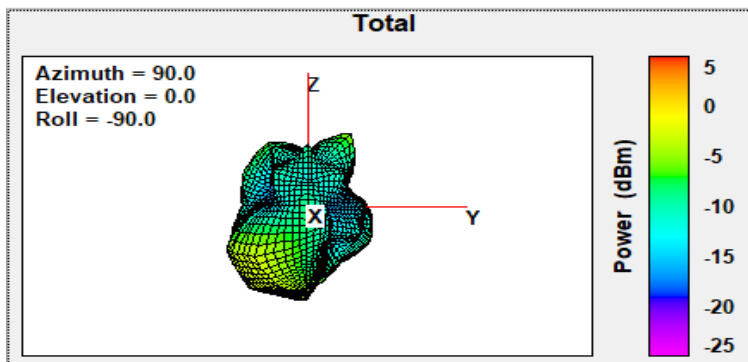 Total
Azimuth = 90.0
Elevation = 0.0
Roll = -90.0
Z
X
Y
Power (dBm)
5
0
-5
-10
-15
-20
-25